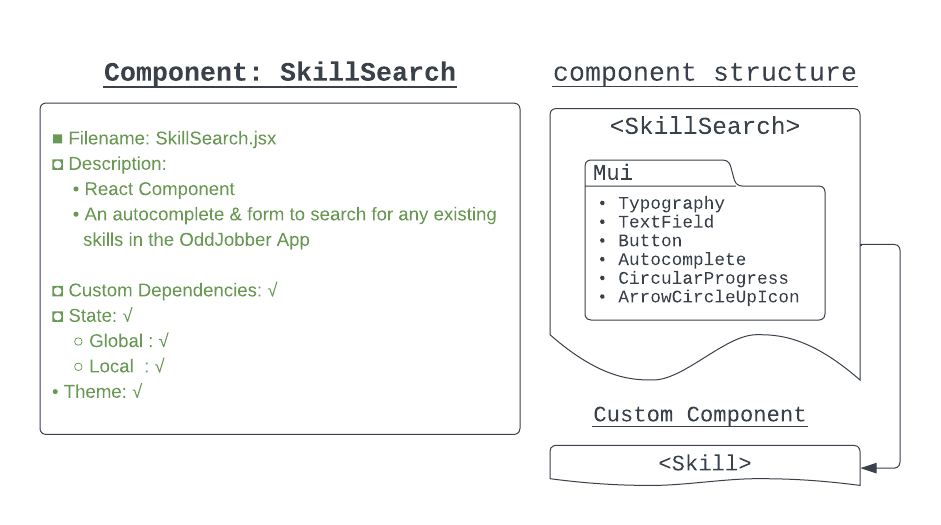 Component: SkillSearch
■ Filename: SkillSearch.jsx
◘ Description:
• React Component
• An autocomplete & form to search for any existing
skills in the OddJobber App
◘ Custom Dependencies: √
◘ State: √
○ Global : √
○ Local : √
• Theme: √
component structure
<SkillSearch>
Mui
• Typography
• TextField
• Button
• Autocomplete
• CircularProgress
• ArrowCircleUpIcon
Custom Component
<Skill>